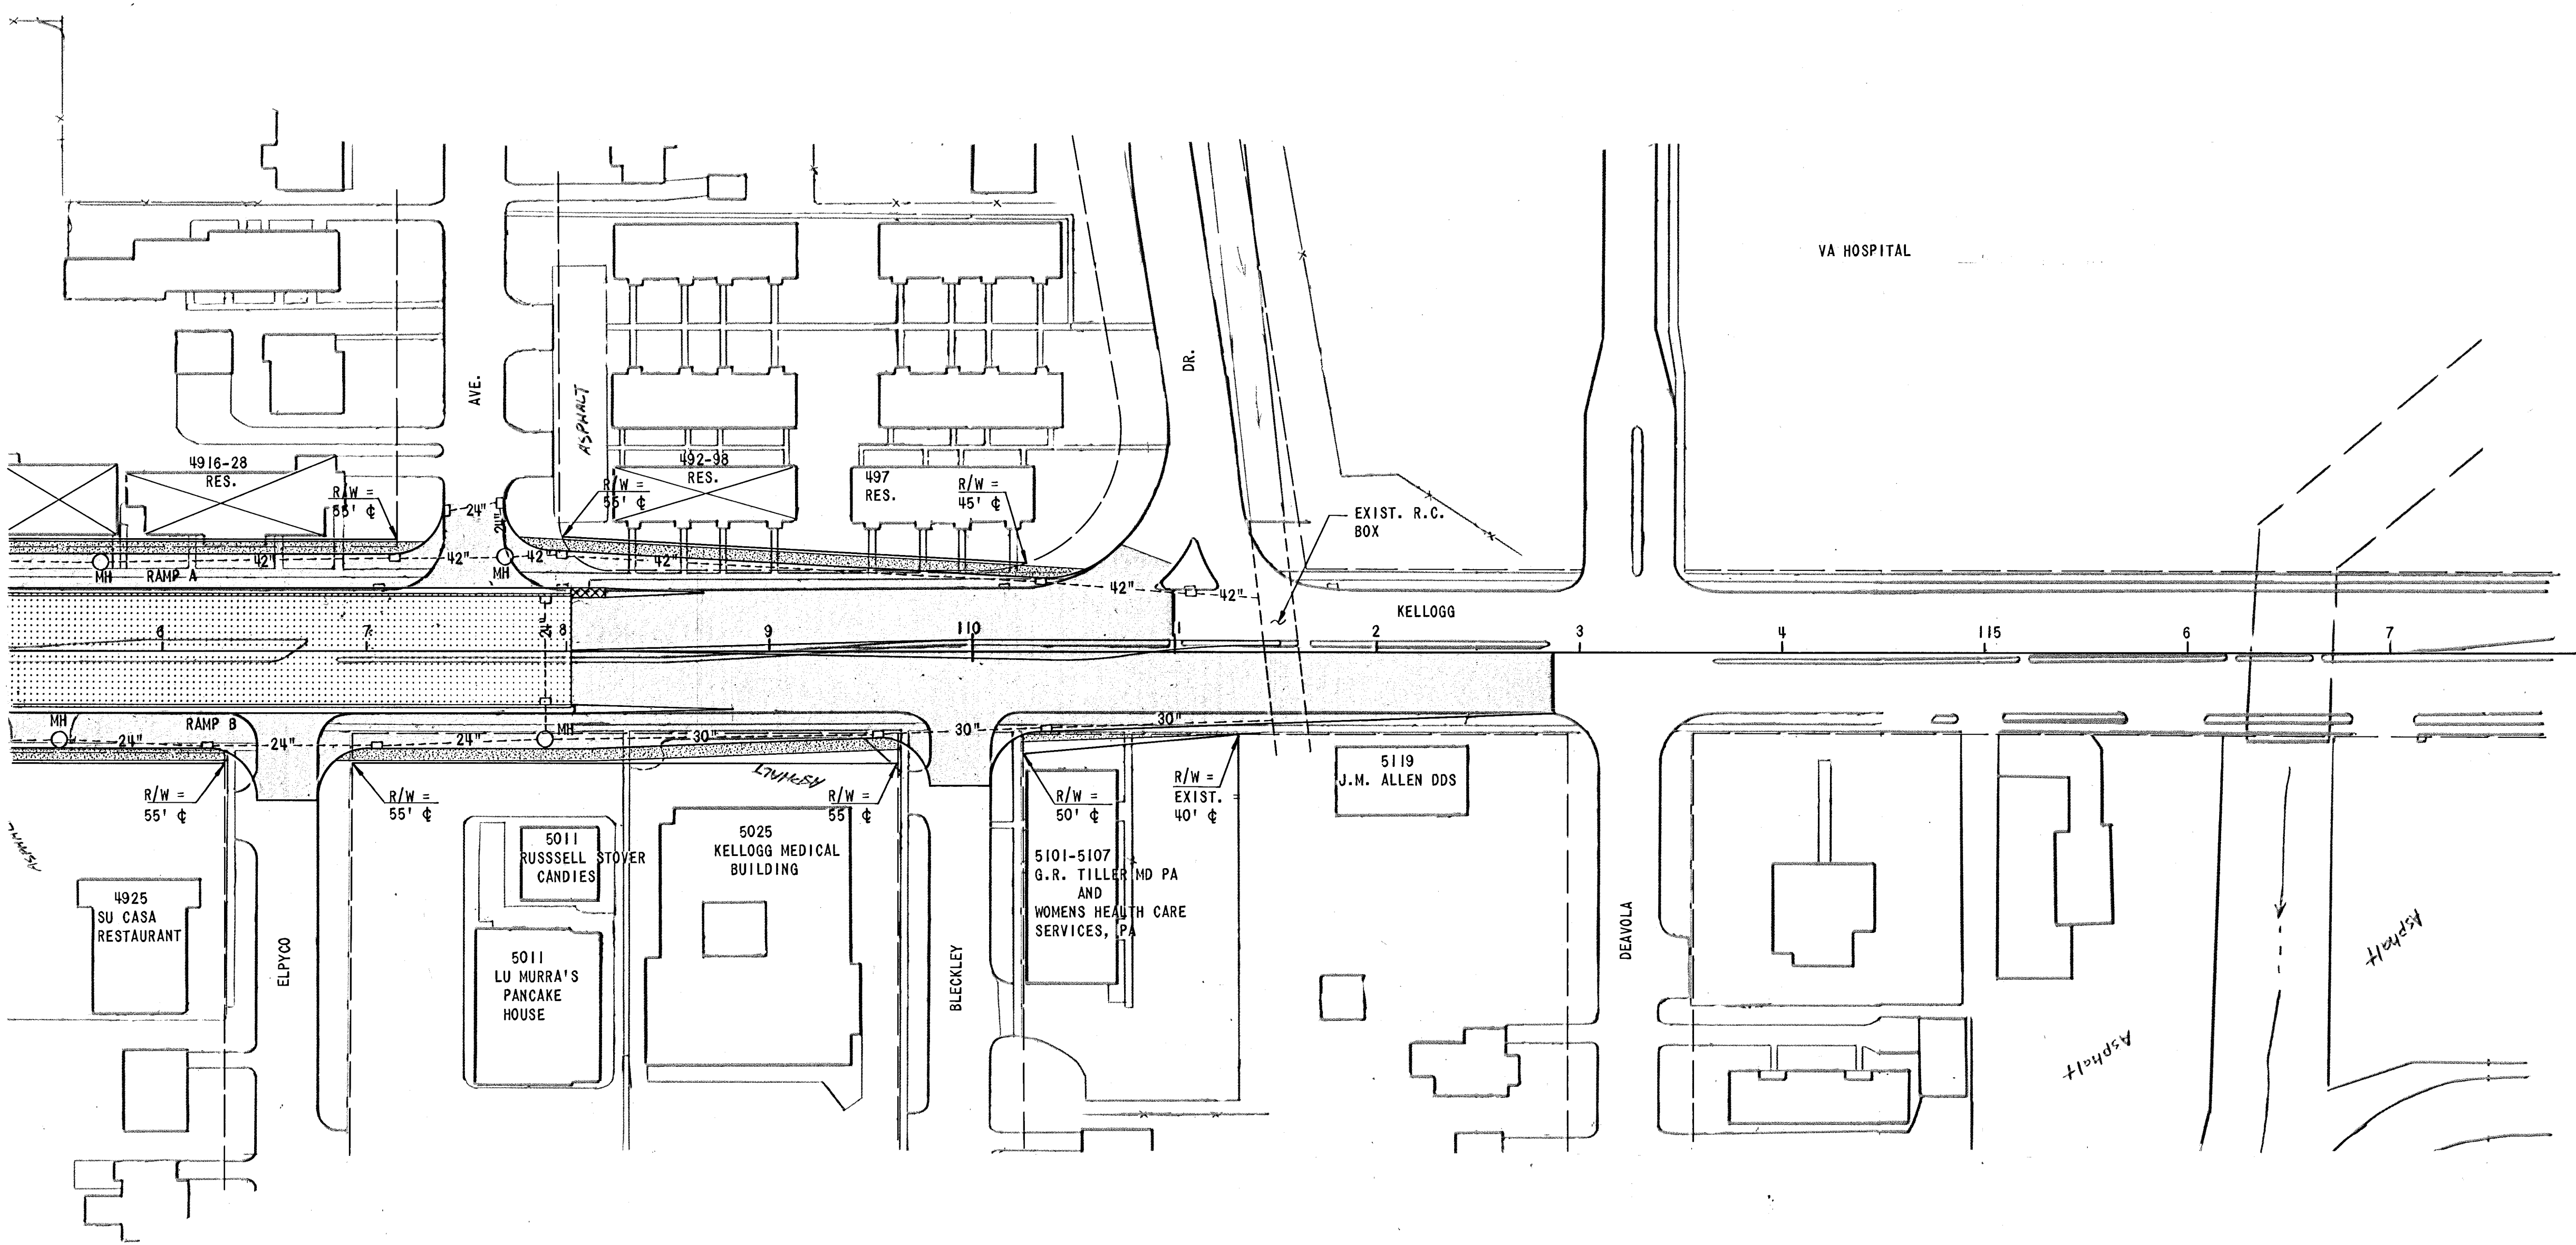 VA HOSPITAL
DR.
AVE.
ASPHALT
4916-28
RES.
R/W =
55' ℄
24"
24"
R/W =
55' ℄
492-98
RES.
497
RES.
R/W =
45' ℄
EXIST. R.C.
BOX
MH
RAMP A
42"
42"
MH
42"
42"
42"
42"
KELLOGG
6
7
24"
8
9
110
1
2
3
4
115
6
7
MH
RAMP B
24"
24"
24"
MH
30"
30"
30"
R/W =
55' ℄
R/W =
55' ℄
ASPHALT
R/W =
55' ℄
R/W =
50' ℄
R/W =
EXIST. =
40' ℄
5119
J.M. ALLEN DDS
ASPHALT
4925
SU CASA
RESTAURANT
ELPYCO
5011
RUSSSELL STOVER
CANDIES
5011
LU MURRA'S
PANCAKE
HOUSE
5025
KELLOGG MEDICAL
BUILDING
BLECKLEY
5101-5107
G.R. TILLER MD PA
AND
WOMENS HEALTH CARE
SERVICES, PA
DEAVOLA
Asphalt
Asphalt